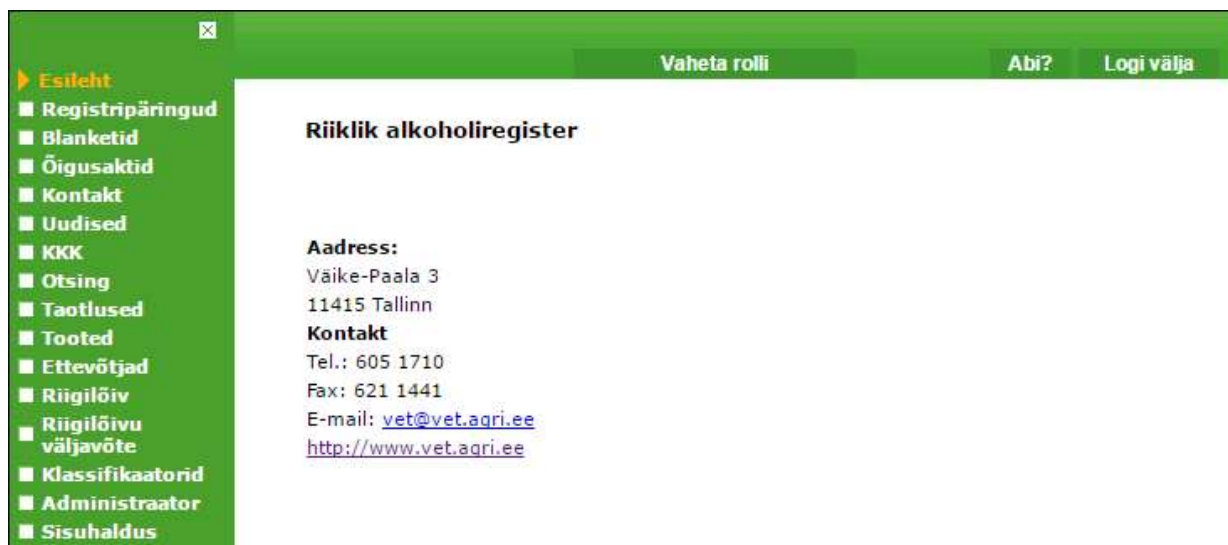 Vaheta rolli
Abi?
Logi välja
Esileht
Registripäringud
Blanketid
Õigusaktid
Kontakt
Uudised
KKK
Otsing
Taotlused
Tooted
Ettevõtjad
Riigilõiv
Riigilõivu
väljavõte
Klassifikaatorid
Administraator
Sisuhaldus
Riiklik alkoholiregister
Aadress:
Väike-Paala 3
11415 Tallinn
Kontakt
Tel.: 605 1710
Fax: 621 1441
E-mail: vet@vet.agri.ee
http://www.vet.agri.ee